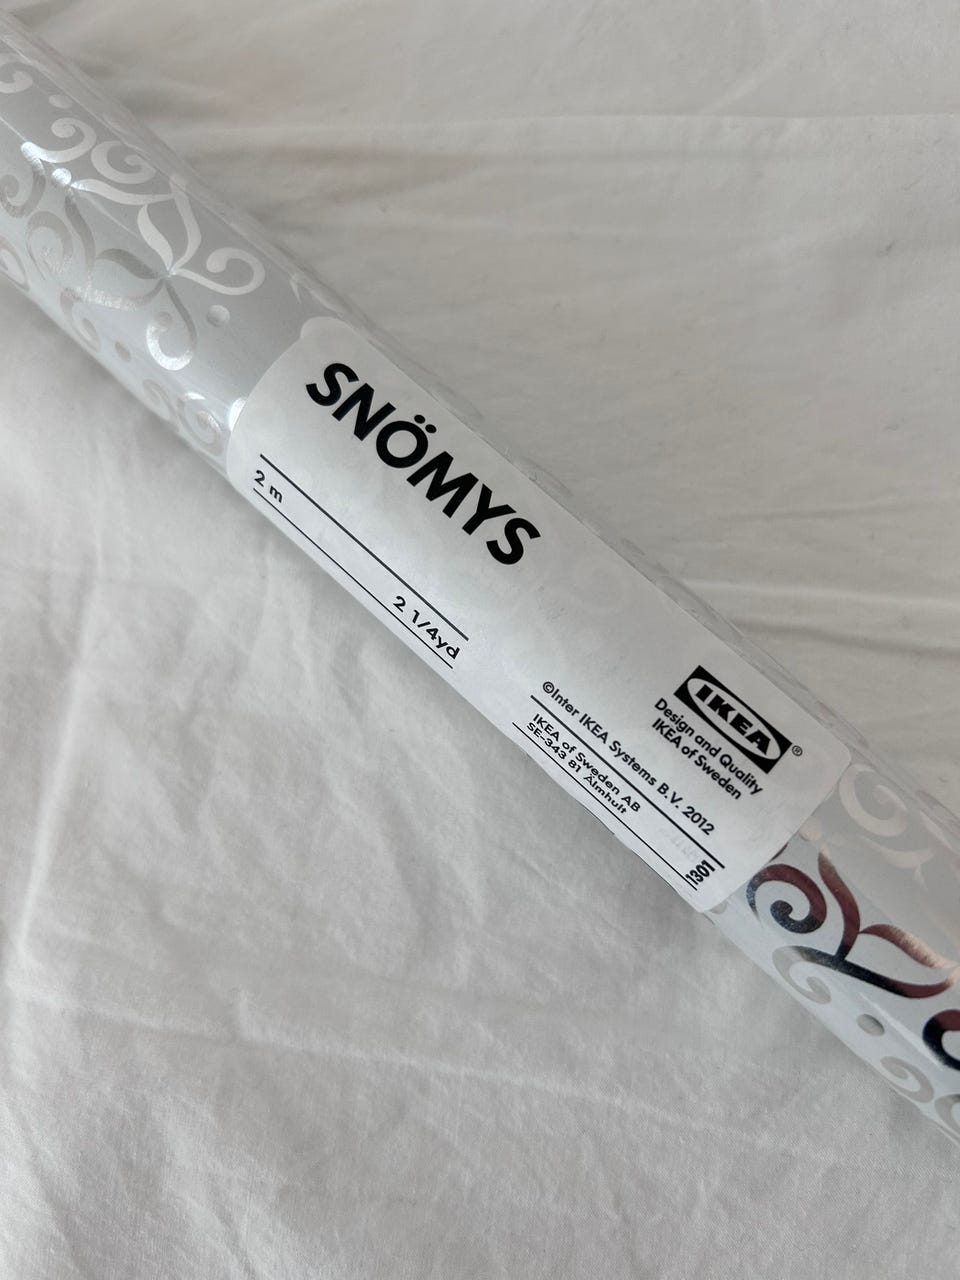 SNÖMYS
2 m
2 1/4yd
IKEA®
Design and Quality
IKEA of Sweden
©Inter IKEA Systems B.V. 2012
IKEA of Sweden AB
SE-343 81 Älmhult